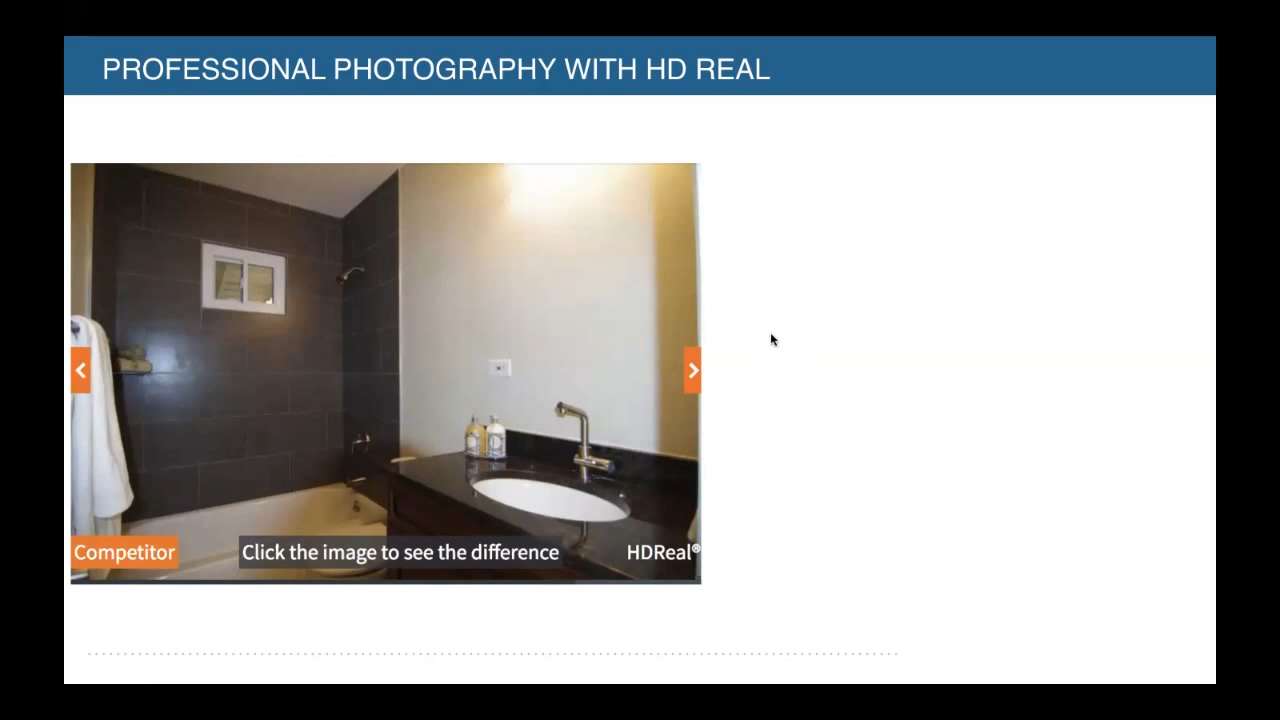 PROFESSIONAL PHOTOGRAPHY WITH HD REAL
Competitor
Click the image to see the difference
HDReal®